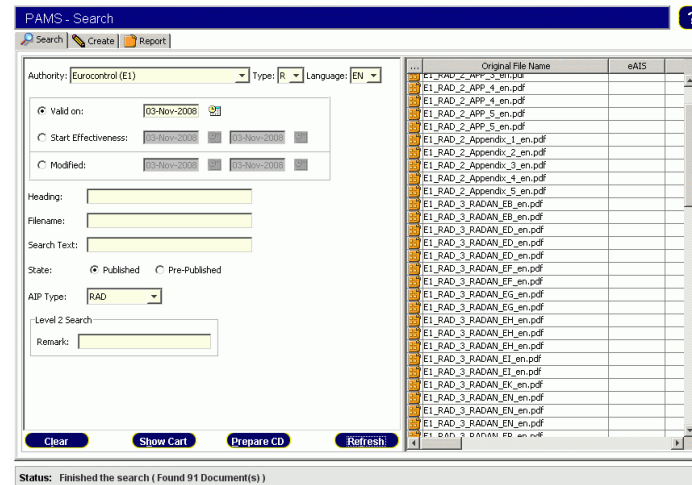 PAMS - Search
?
Search Create Report
Authority: Eurocontrol (E1) Type: R Language: EN
Valid on: 03-Nov-2008
Start Effectiveness: 03-Nov-2008 03-Nov-2008
Modified: 03-Nov-2008 03-Nov-2008
Heading:
Filename:
Search Text:
State: Published Pre-Published
AIP Type: RAD
Level 2 Search
Remark:
Clear Show Cart Prepare CD Refresh
... Original File Name eAIS
E1_RAD_2_APP_3_en.pdf
E1_RAD_2_APP_4_en.pdf
E1_RAD_2_APP_4_en.pdf
E1_RAD_2_APP_5_en.pdf
E1_RAD_2_APP_5_en.pdf
E1_RAD_2_Appendix_1_en.pdf
E1_RAD_2_Appendix_2_en.pdf
E1_RAD_2_Appendix_3_en.pdf
E1_RAD_2_Appendix_4_en.pdf
E1_RAD_2_Appendix_5_en.pdf
E1_RAD_3_RADAN_EB_en.pdf
E1_RAD_3_RADAN_EB_en.pdf
E1_RAD_3_RADAN_ED_en.pdf
E1_RAD_3_RADAN_ED_en.pdf
E1_RAD_3_RADAN_EF_en.pdf
E1_RAD_3_RADAN_EF_en.pdf
E1_RAD_3_RADAN_EG_en.pdf
E1_RAD_3_RADAN_EG_en.pdf
E1_RAD_3_RADAN_EH_en.pdf
E1_RAD_3_RADAN_EH_en.pdf
E1_RAD_3_RADAN_EH_en.pdf
E1_RAD_3_RADAN_EI_en.pdf
E1_RAD_3_RADAN_EI_en.pdf
E1_RAD_3_RADAN_EK_en.pdf
E1_RAD_3_RADAN_EN_en.pdf
E1_RAD_3_RADAN_EN_en.pdf
E1_RAD_3_RADAN_EN_en.pdf
E1_RAD_3_RADAN_EP_en.pdf
Status: Finished the search ( Found 91 Document(s) )